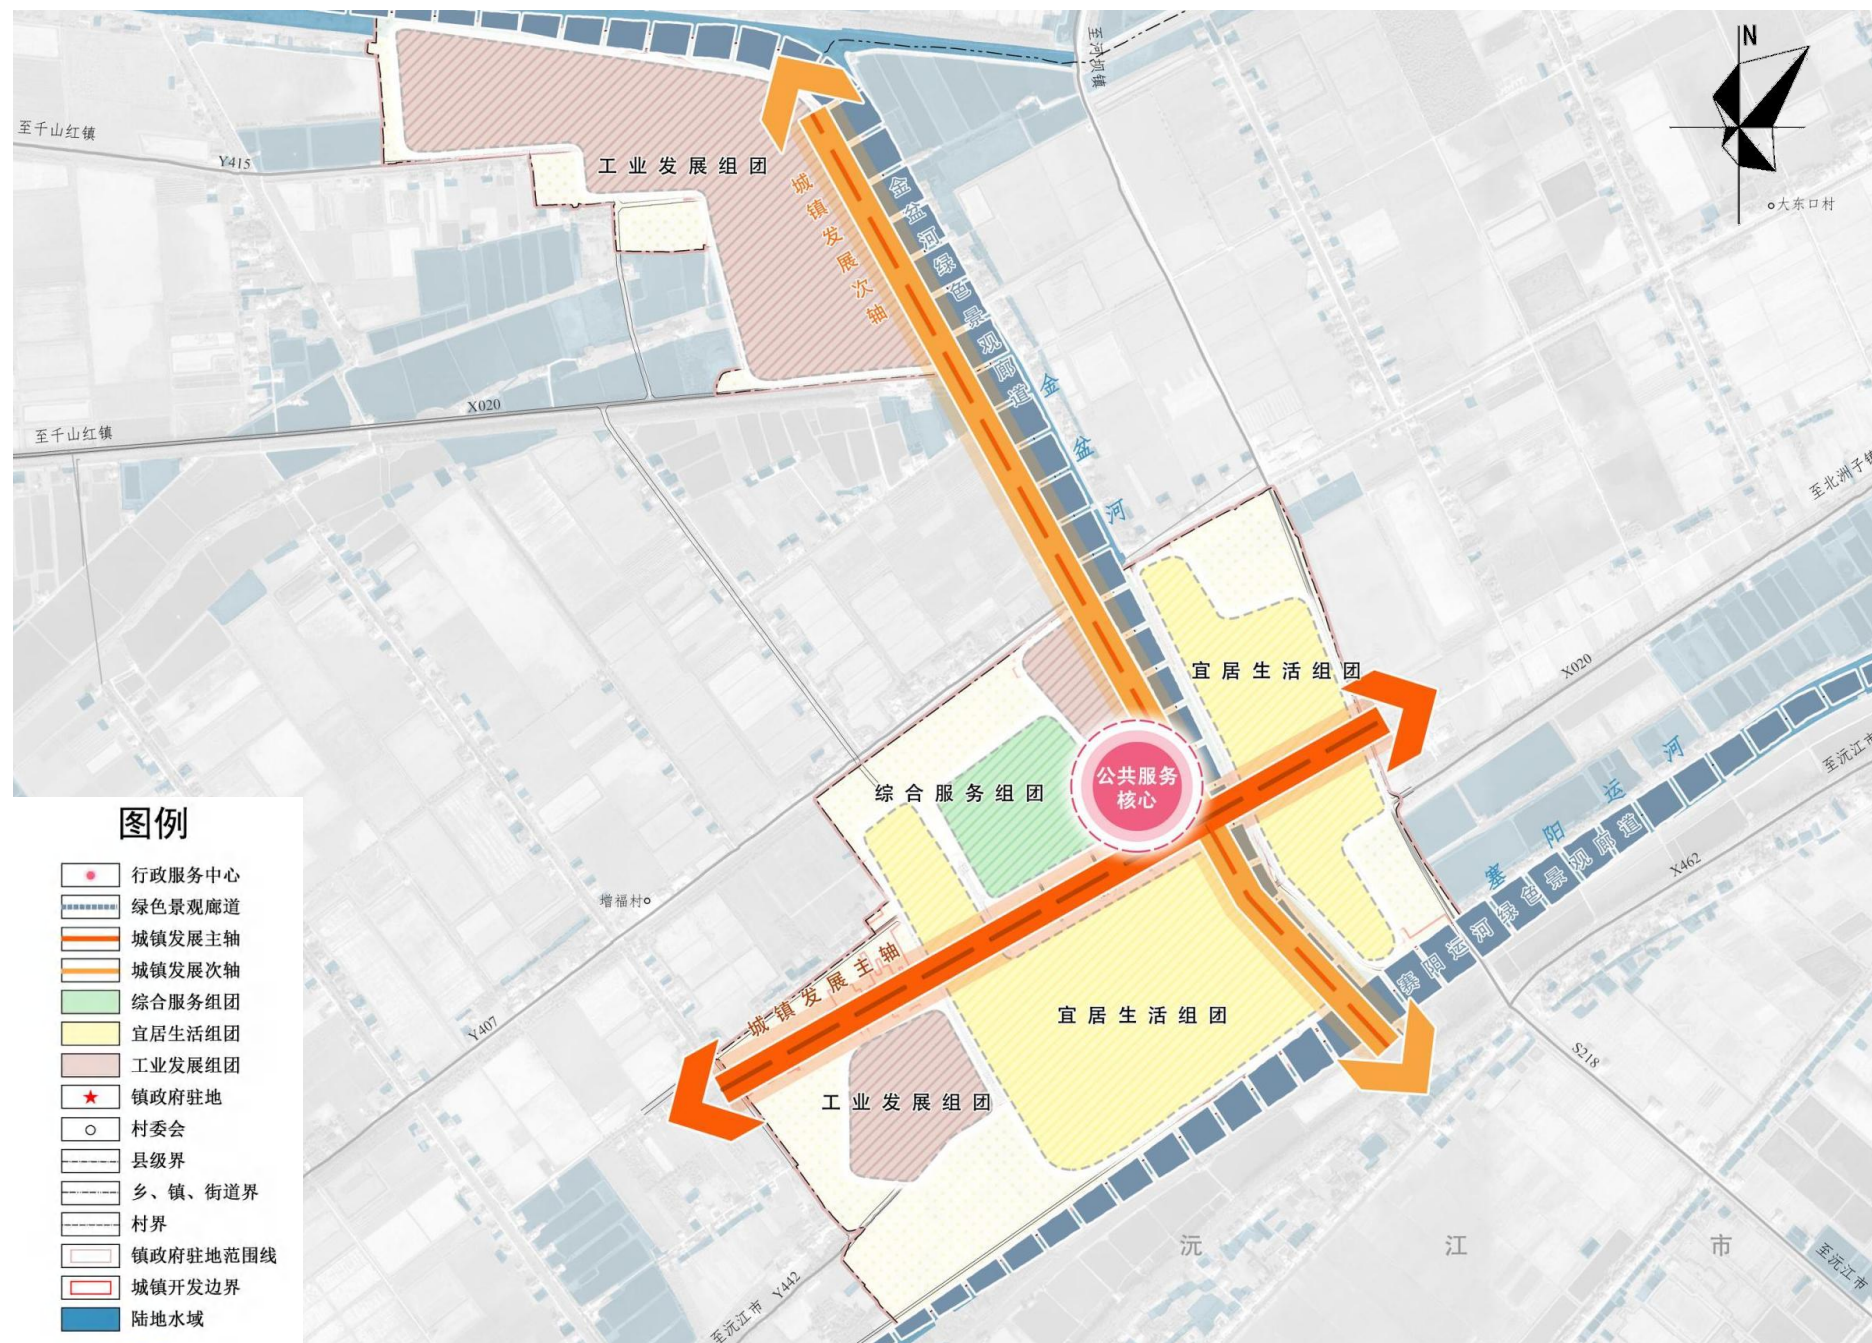 N
至河坝镇
至千山红镇
Y415
工业发展组团
城镇发展次轴
金盆河绿色景观廊道
大东口村
金盆河
X020
至千山红镇
至北洲子镇
宜居生活组团
X020
至沅江市
塞阳运河
公共服务
核心
综合服务组团
X462
赛阳运河绿色景观廊道
增福村
城镇发展主轴
Y407
宜居生活组团
S218
工业发展组团
沅江市
至沅江市
至沅江市
Y442
图例
行政服务中心
绿色景观廊道
城镇发展主轴
城镇发展次轴
综合服务组团
宜居生活组团
工业发展组团
镇政府驻地
村委会
县级界
乡、镇、街道界
村界
镇政府驻地范围线
城镇开发边界
陆地水域